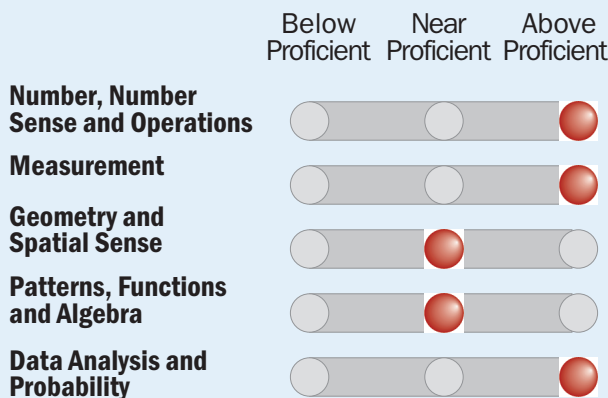 Below Near Above
Proficient Proficient Proficient
Number, Number
Sense and Operations
Measurement
Geometry and
Spatial Sense
Patterns, Functions
and Algebra
Data Analysis and
Probability